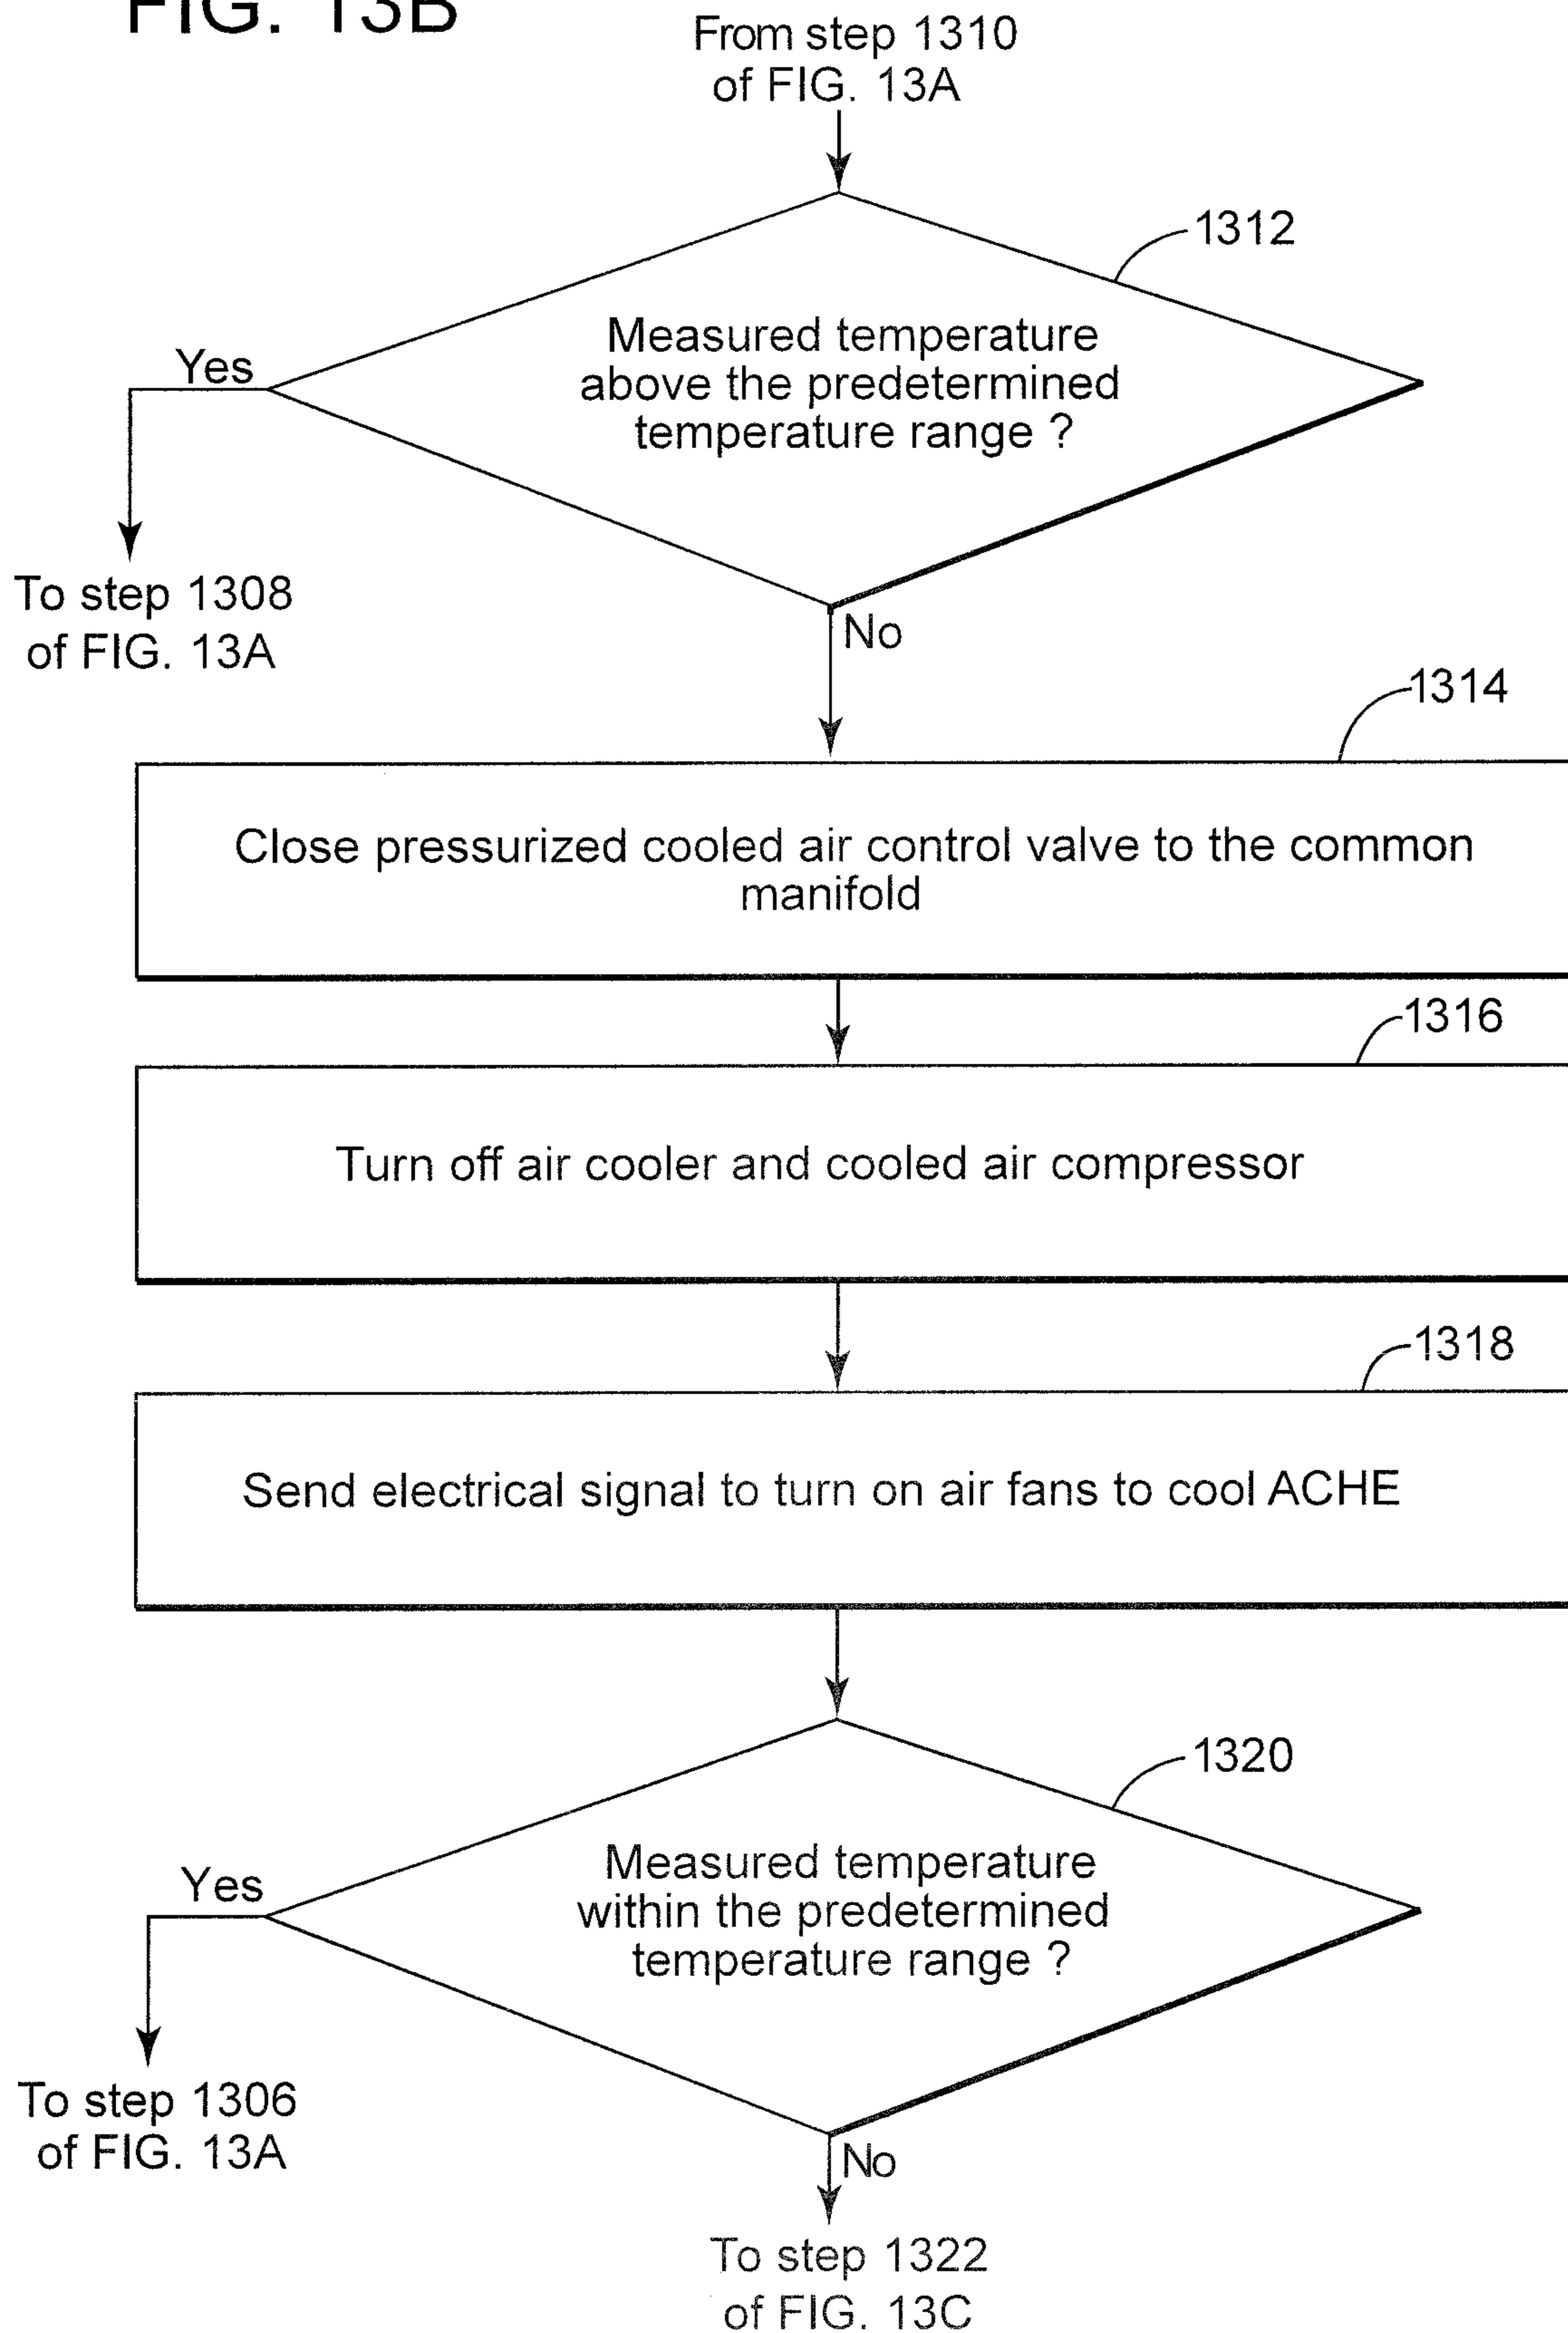 FIG. 13B
From step 1310
of FIG. 13A
1312
Measured temperature
above the predetermined
temperature range ?
Yes
To step 1308
of FIG. 13A
No
1314
Close pressurized cooled air control valve to the common
manifold
1316
Turn off air cooler and cooled air compressor
1318
Send electrical signal to turn on air fans to cool ACHE
1320
Measured temperature
within the predetermined
temperature range ?
Yes
To step 1306
of FIG. 13A
No
To step 1322
of FIG. 13C